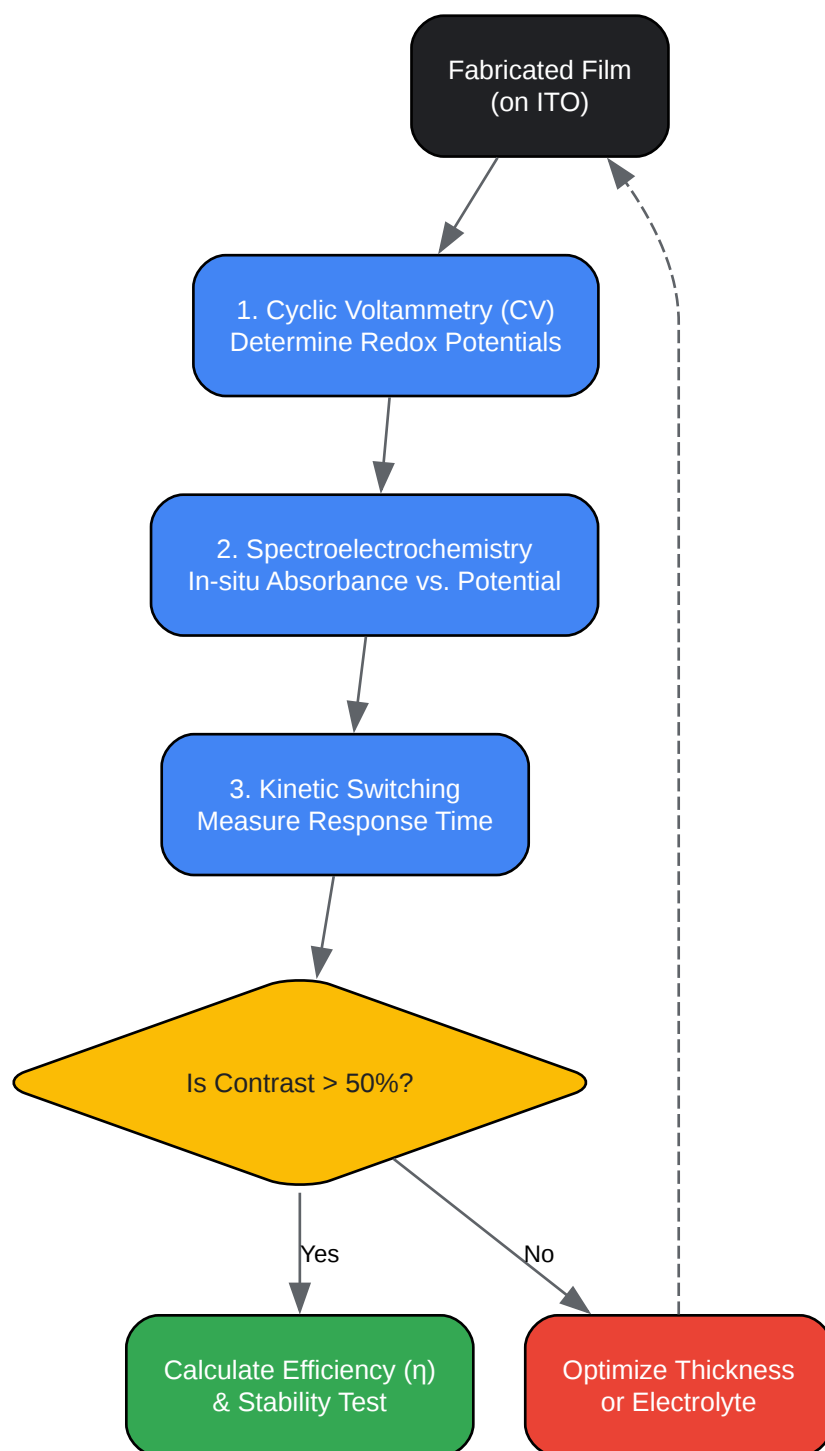 Fabricated Film
(on ITO)
1. Cyclic Voltammetry (CV)
Determine Redox Potentials
2. Spectroelectrochemistry
In-situ Absorbance vs. Potential
3. Kinetic Switching
Measure Response Time
Is Contrast > 50%?
Yes
No
Calculate Efficiency (η)
& Stability Test
Optimize Thickness
or Electrolyte